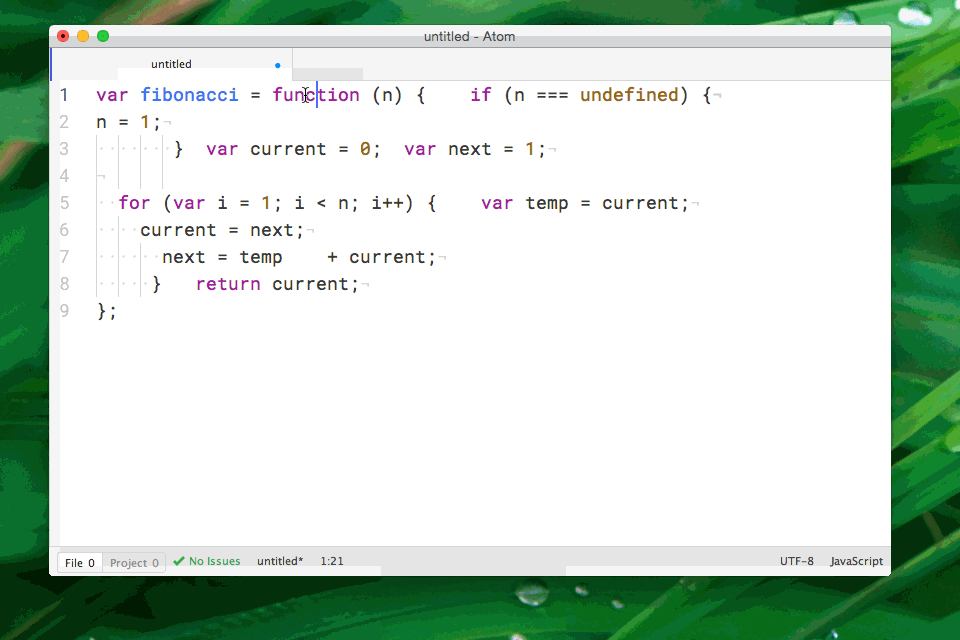 untitled - Atom
untitled
1 var fibonacci = function (n) {    if (n === undefined) {¬
2 n = 1;¬
3 ·······}  var current = 0;  var next = 1;¬
4 ¬
5 ··for (var i = 1; i < n; i++) {    var temp = current;¬
6 ····current = next;¬
7 ······next = temp    + current;¬
8 ·····}   return current;¬
9 };
File 0 Project 0 ✔ No Issues untitled* 1:21 UTF-8 JavaScript